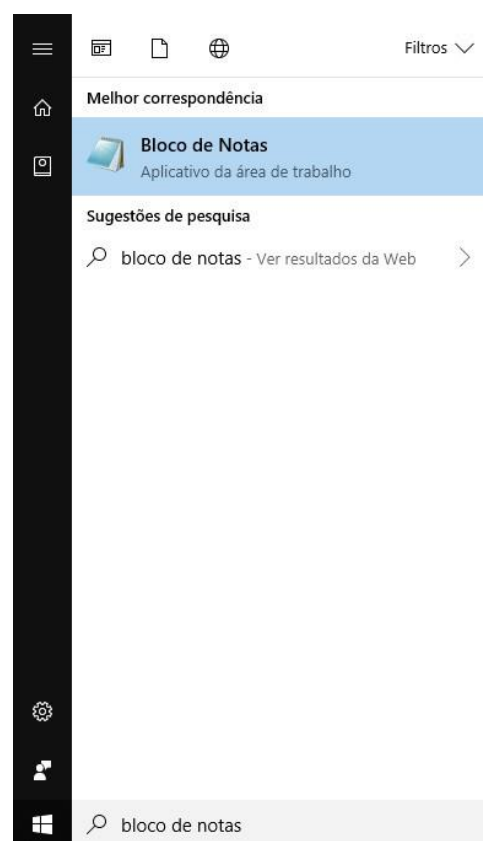 Filtros
Melhor correspondência
Bloco de Notas
Aplicativo da área de trabalho
Sugestões de pesquisa
bloco de notas - Ver resultados da Web
bloco de notas